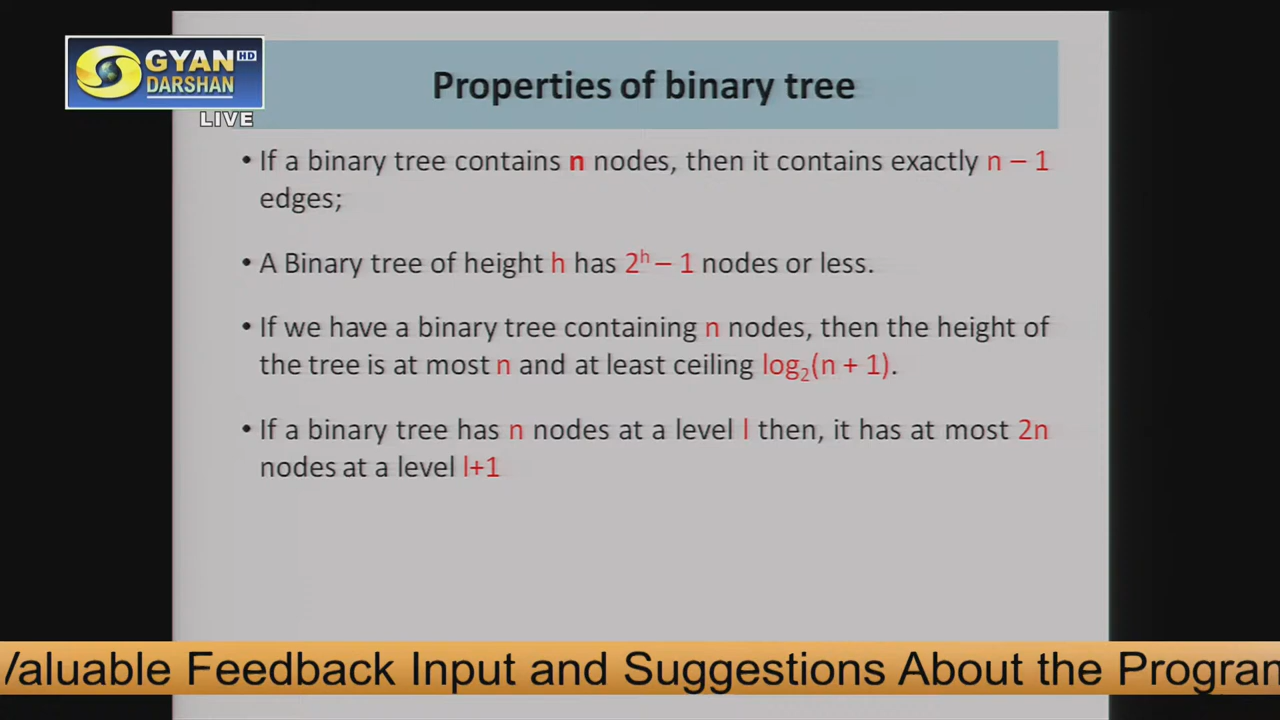 GYAN HD
DARSHAN
LIVE
Properties of binary tree
• If a binary tree contains n nodes, then it contains exactly n – 1
edges;
• A Binary tree of height h has 2ʰ – 1 nodes or less.
• If we have a binary tree containing n nodes, then the height of
the tree is at most n and at least ceiling log₂(n + 1).
• If a binary tree has n nodes at a level l then, it has at most 2n
nodes at a level l+1
Valuable Feedback Input and Suggestions About the Program